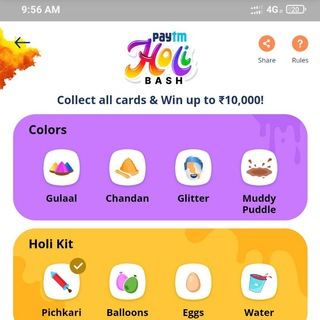 9:56 AM
4G
20
paytm
Holi
BASH
Share
Rules
Collect all cards & Win up to ₹10,000!
Colors
Gulaal
Chandan
Glitter
Muddy
Puddle
Holi Kit
Pichkari
Balloons
Eggs
Water